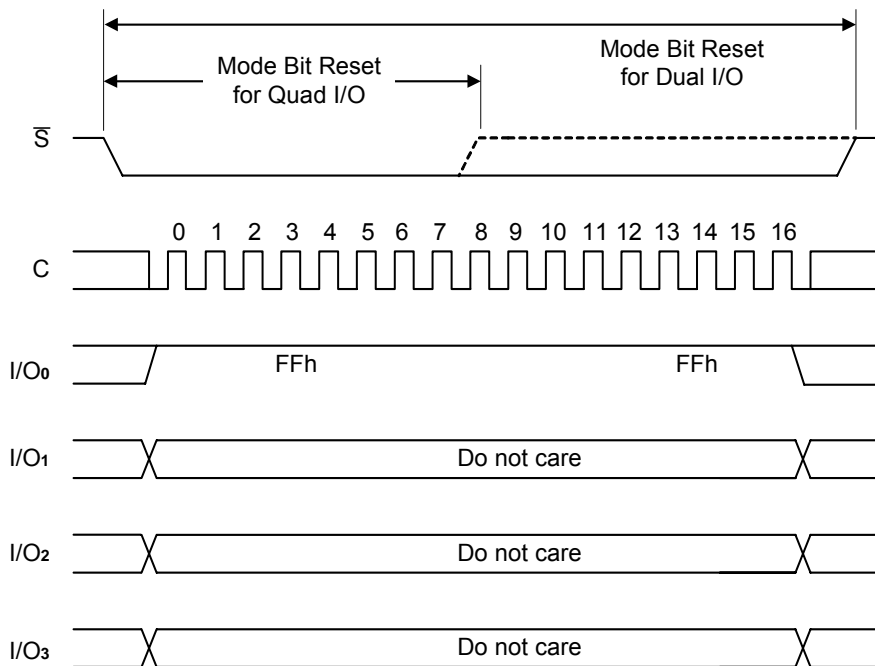 Mode Bit Reset
for Quad I/O
Mode Bit Reset
for Dual I/O
S̅
0 1 2 3 4 5 6 7 8 9 10 11 12 13 14 15 16
C
I/O0 FFh FFh
I/O1 Do not care
I/O2 Do not care
I/O3 Do not care